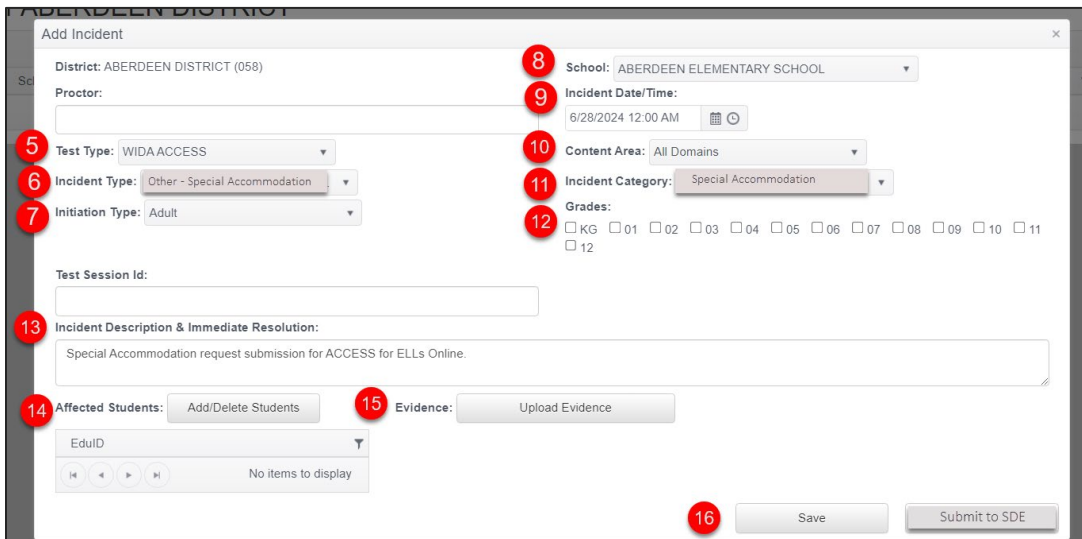 ABERDEEN DISTRICT
Add Incident ×
District: ABERDEEN DISTRICT (058)
8 School: ABERDEEN ELEMENTARY SCHOOL
Proctor:
9 Incident Date/Time:
6/28/2024 12:00 AM
5 Test Type: WIDA ACCESS
10 Content Area: All Domains
6 Incident Type: Other - Special Accommodation
11 Incident Category: Special Accommodation
7 Initiation Type: Adult
12 Grades:
KG 01 02 03 04 05 06 07 08 09 10 11
12
Test Session Id:
13 Incident Description & Immediate Resolution:
Special Accommodation request submission for ACCESS for ELLs Online.
14 Affected Students: Add/Delete Students
15 Evidence: Upload Evidence
EduID
No items to display
16 Save Submit to SDE